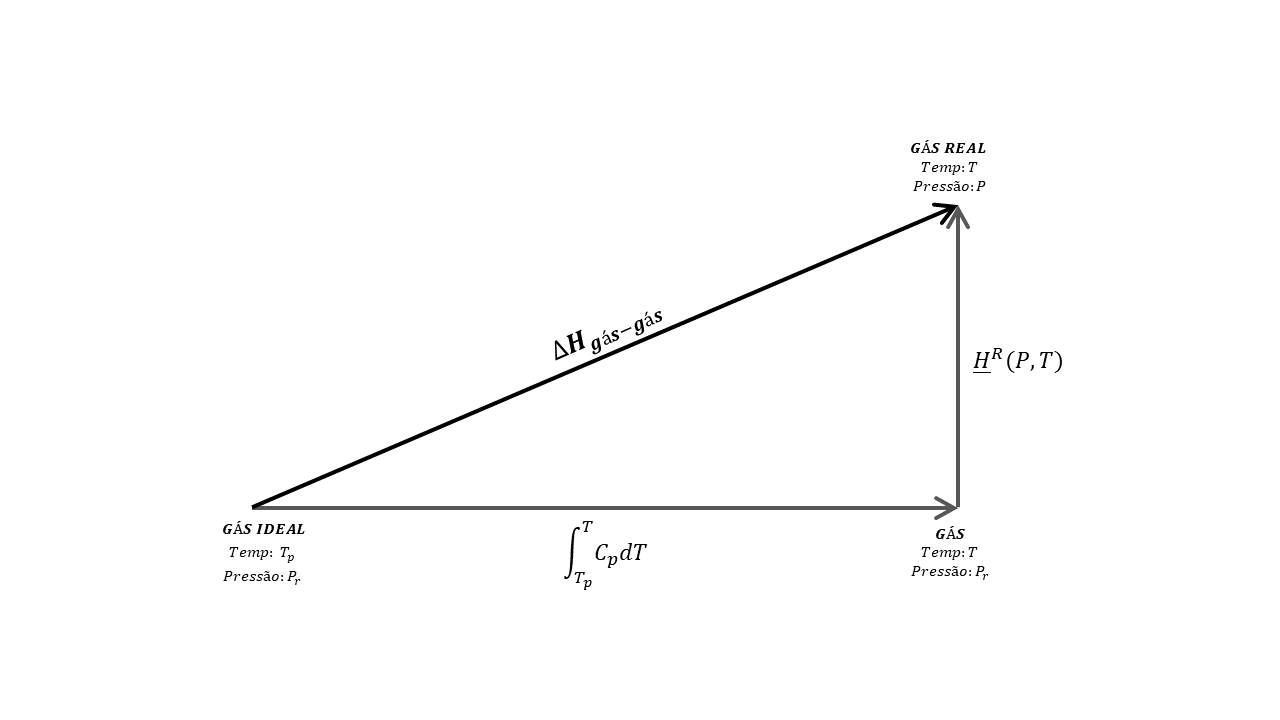 GÁS REAL
Temp: T
Pressão: P
ΔH gás−gás
H^R (P, T)
GÁS IDEAL
Temp: T_p
Pressão: P_r
∫_{T_p}^{T} C_p dT
GÁS
Temp: T
Pressão: P_r